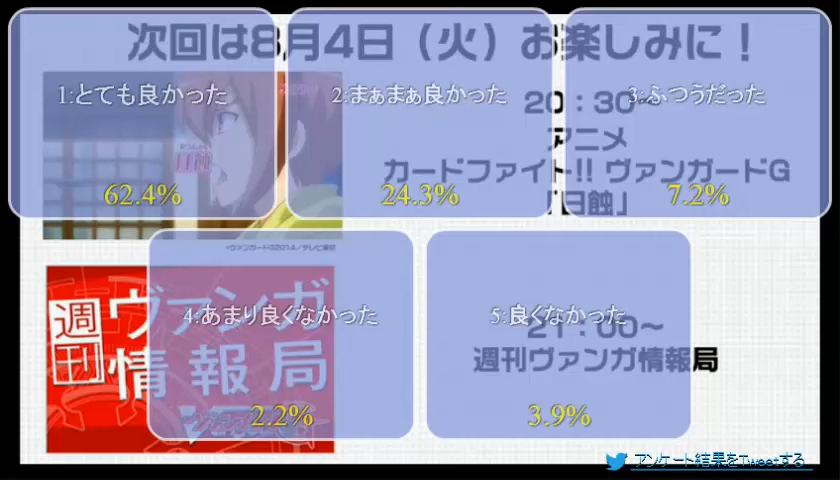 次回は8月4日（火）お楽しみに！
1:とても良かった
2:まぁまぁ良かった
3:ふつうだった
20：30～
アニメ
カードファイト!! ヴァンガードG
「日蝕」
62.4%
24.3%
7.2%
4:あまり良くなかった
5:良くなかった
21：00～
週刊ヴァンガ情報局
週刊
ヴァンガ
情報局
2.2%
3.9%
アンケート結果をTweetする